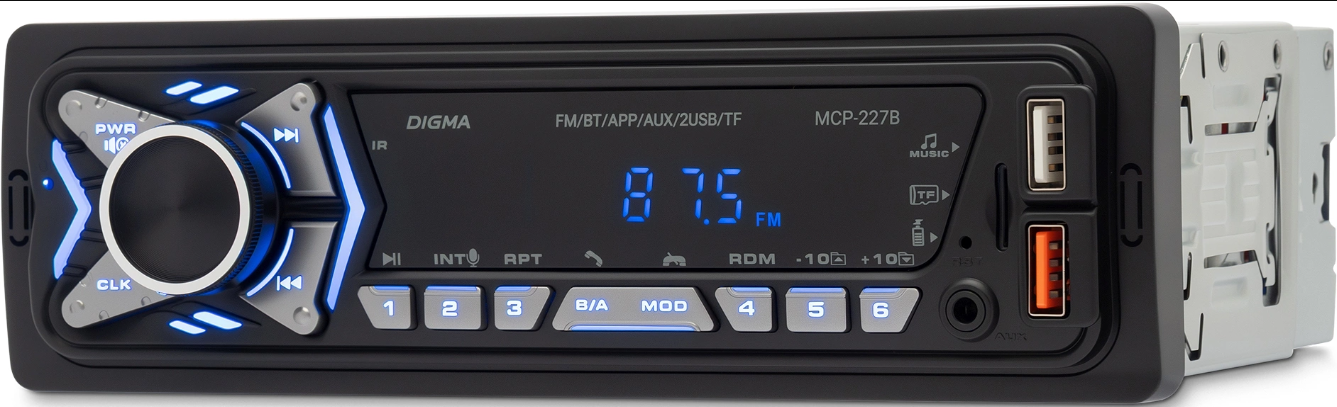 DIGMA
FM/BT/APP/AUX/2USB/TF
MCP-227B
PWR
IR
MUSIC
TF
87.5 FM
INT
RPT
RDM
-10
+10
CLK
1
2
3
B/A
MOD
4
5
6
AUX